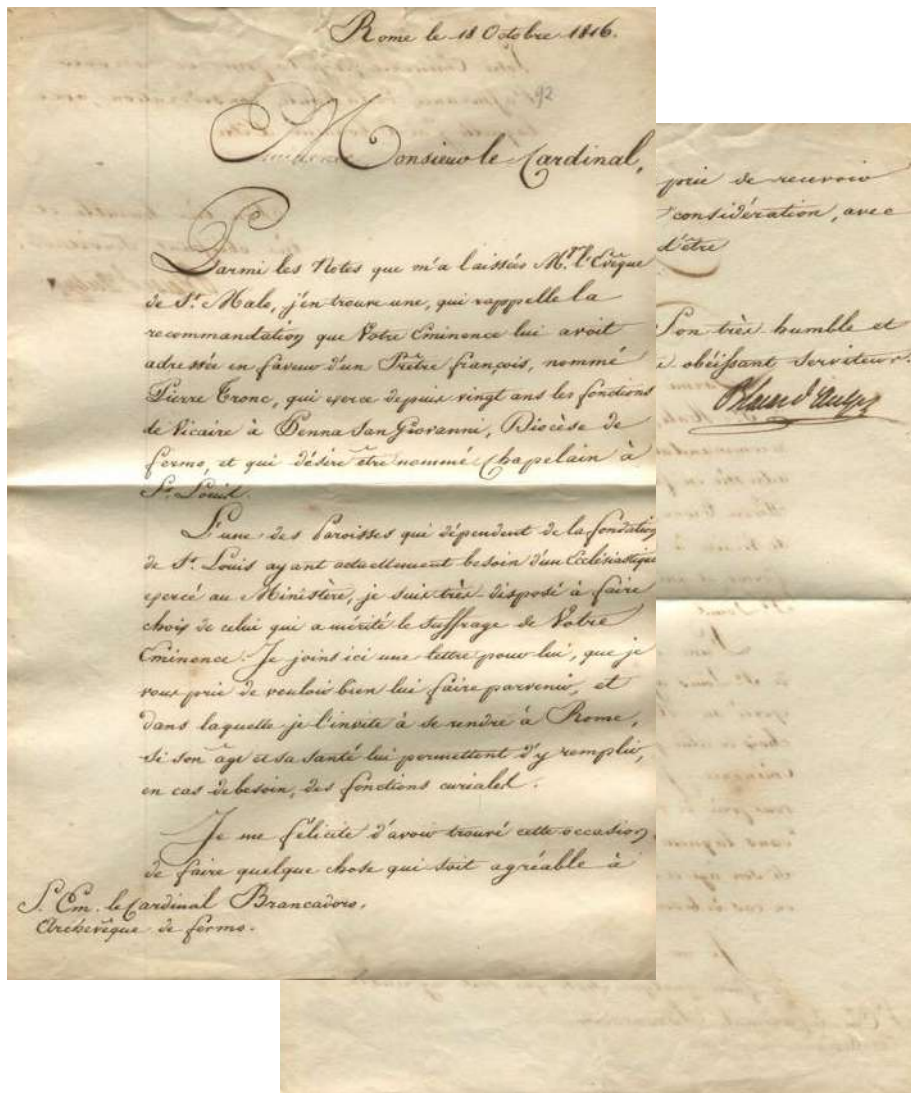 Rome le 18 Octobre 1816.
92
Monsieur le Cardinal,
Parmi les Notes que m'a laissées Mr. l'Evêque
de St. Malo, j'en trouve une, qui rappelle la
recommandation que Votre Eminence lui avoit
adressée en faveur d'un Prêtre françois, nommé
Pierre Tronc, qui exerce depuis vingt ans les fonctions
de Vicaire à Penna San Giovanni, Diocèse de
fermo, et qui désire être nommé Chapelain à
St. Louis.
L'une des Paroisses qui dépendent de la fondation
de St. Louis ayant actuellement besoin d'un Ecclésiastique
exercé au Ministère, je suis très-disposé à faire
choix de celui qui a mérité le suffrage de Votre
Eminence. Je joins ici une lettre pour lui, que je
vous prie de vouloir bien lui faire parvenir, et
dans laquelle je l'invite à se rendre à Rome,
si son âge et sa santé lui permettent d'y remplir,
en cas de besoin, des fonctions curiales.
Je me félicite d'avoir trouvé cette occasion
de faire quelque chose qui soit agréable à
S. Em. le Cardinal Brancadoro,
Archevêque de fermo.
prie de recevoir
considération, avec
d'être
Son très humble et
obéissant Serviteur.